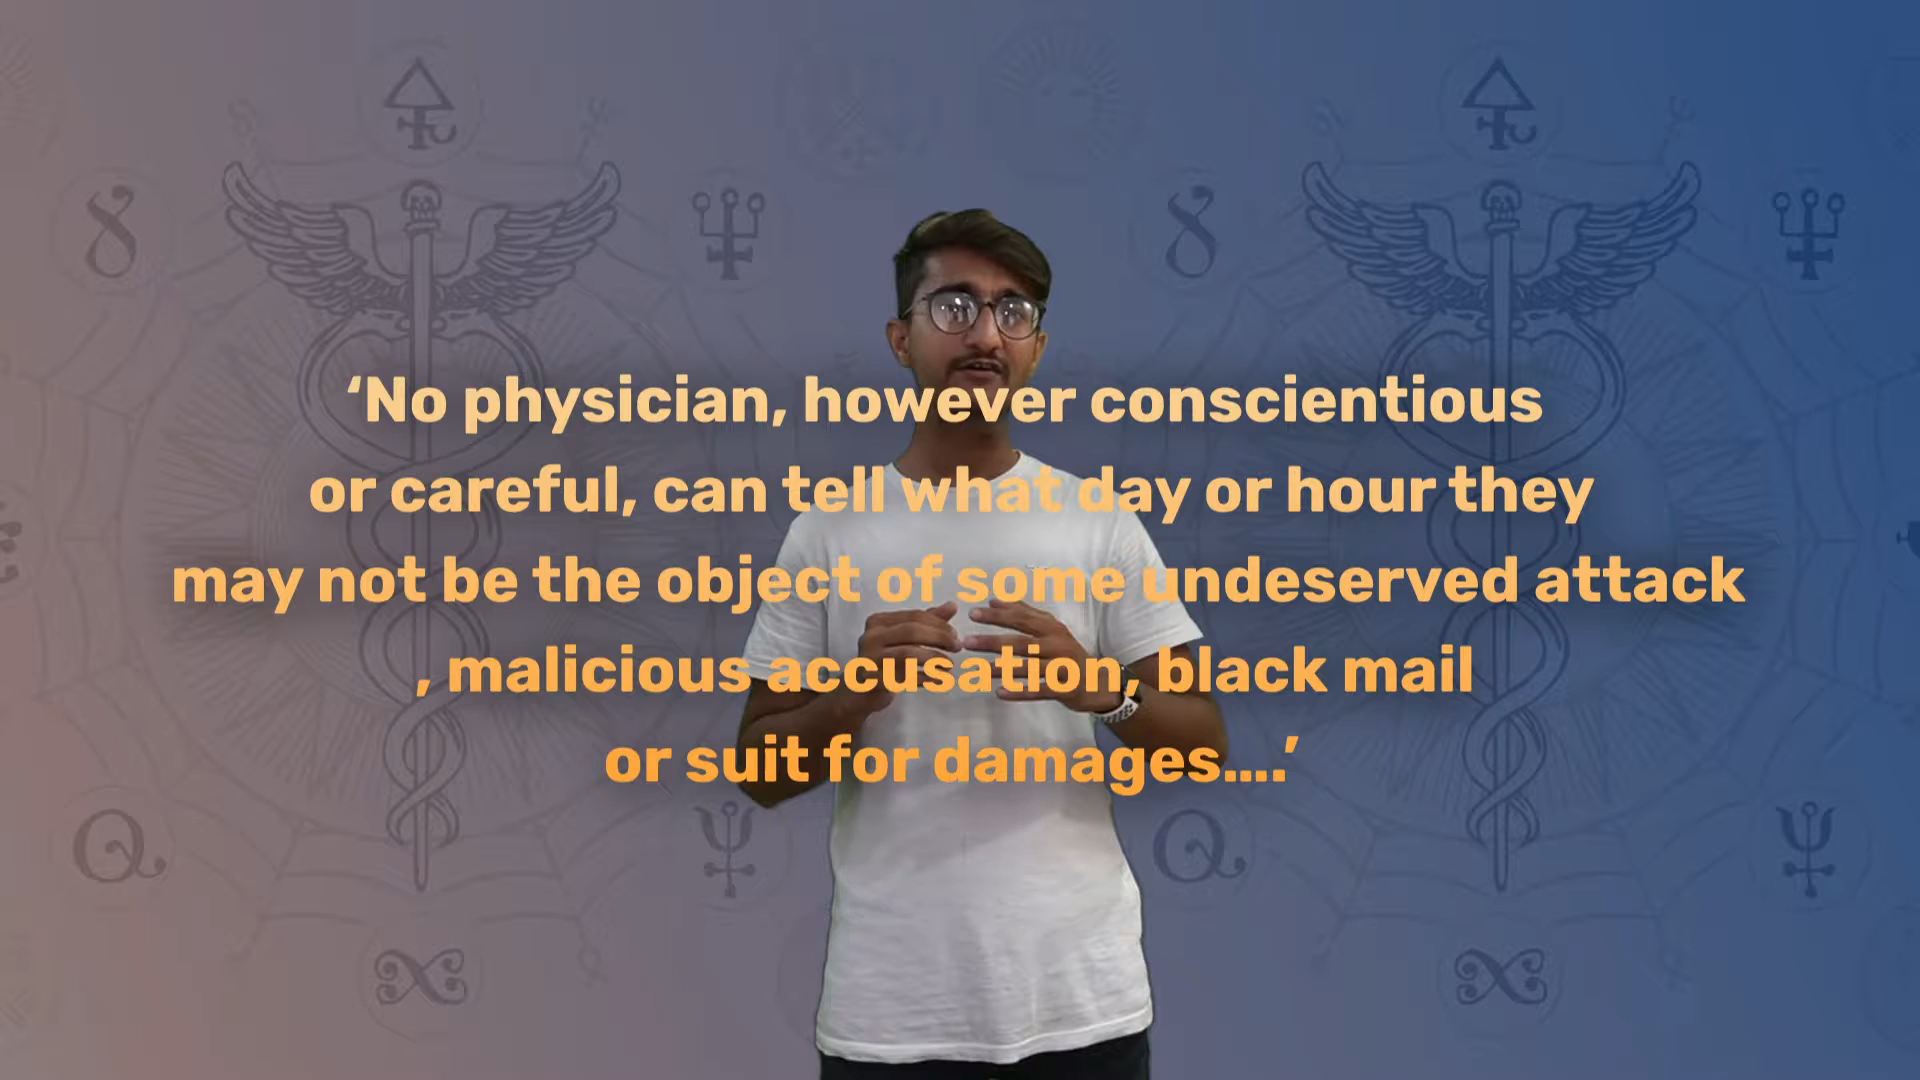 ‘No physician, however conscientious
or careful, can tell what day or hour they
may not be the object of some undeserved attack
, malicious accusation, black mail
or suit for damages....’